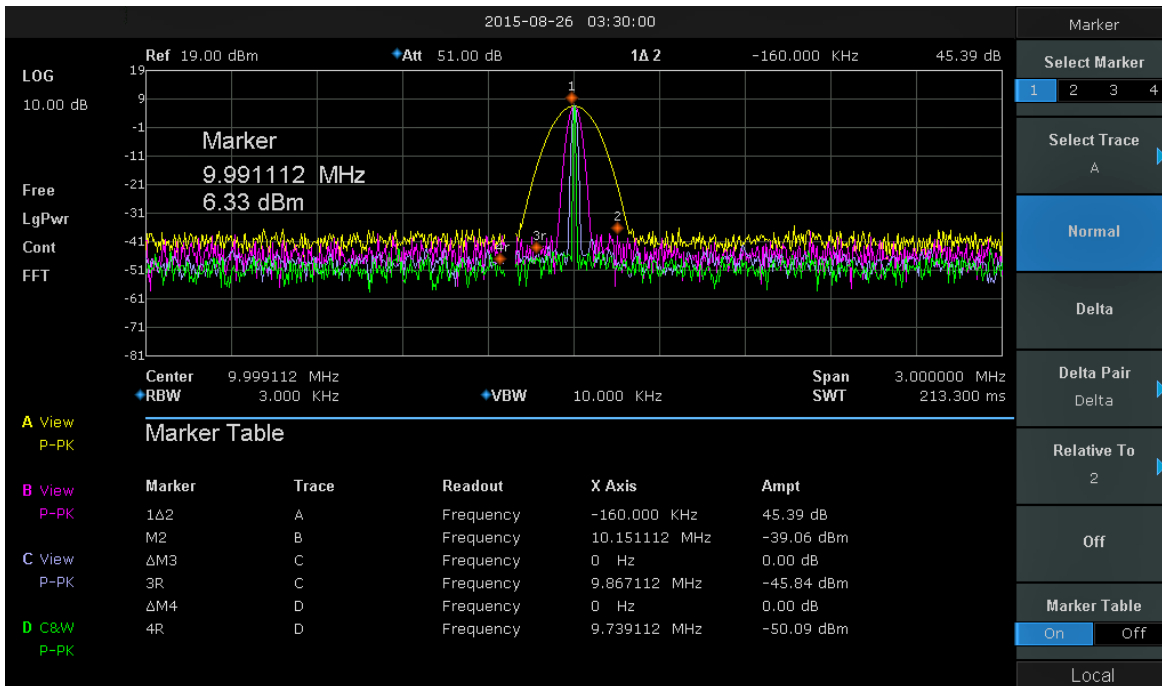 2015-08-26 03:30:00
Marker
Ref 19.00 dBm Att 51.00 dB 1Δ 2 -160.000 KHz 45.39 dB
LOG
10.00 dB
Free
LgPwr
Cont
FFT
19
9
-1
-11
-21
-31
-41
-51
-61
-71
-81
Marker
9.991112 MHz
6.33 dBm
1
2
3r
4r
Center 9.999112 MHz Span 3.000000 MHz
RBW 3.000 KHz VBW 10.000 KHz SWT 213.300 ms
A View
P-PK
B View
P-PK
C View
P-PK
D C&W
P-PK
Marker Table
Marker Trace Readout X Axis Ampt
1Δ2 A Frequency -160.000 KHz 45.39 dB
M2 B Frequency 10.151112 MHz -39.06 dBm
ΔM3 C Frequency 0 Hz 0.00 dB
3R C Frequency 9.867112 MHz -45.84 dBm
ΔM4 D Frequency 0 Hz 0.00 dB
4R D Frequency 9.739112 MHz -50.09 dBm
Select Marker
1 2 3 4
Select Trace
A
Normal
Delta
Delta Pair
Delta
Relative To
2
Off
Marker Table
On Off
Local